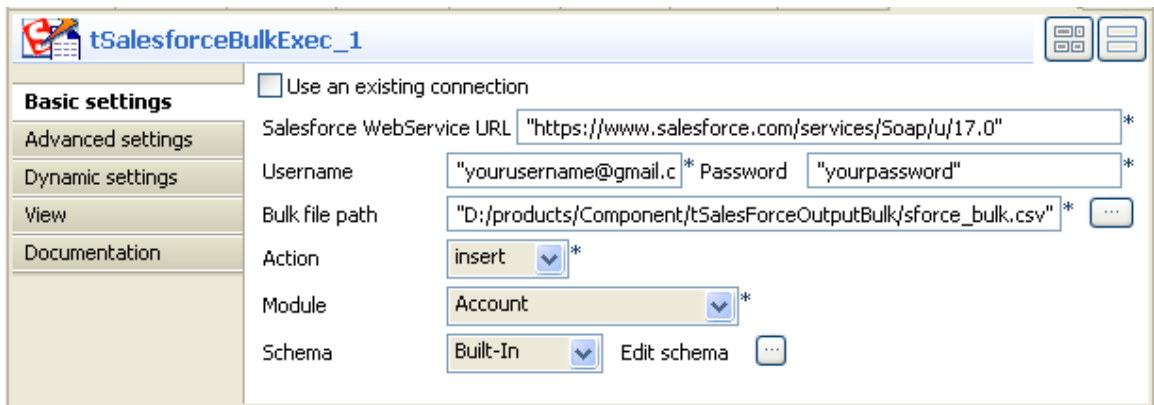 tSalesforceBulkExec_1
Basic settings
Advanced settings
Dynamic settings
View
Documentation
Use an existing connection
Salesforce WebService URL "https://www.salesforce.com/services/Soap/u/17.0" *
Username "yourusername@gmail.c * Password "yourpassword" *
Bulk file path "D:/products/Component/tSalesForceOutputBulk/sforce_bulk.csv" * ...
Action insert *
Module Account *
Schema Built-In Edit schema ...